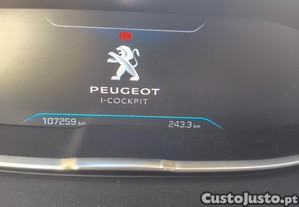 PEUGEOT
i-COCKPIT
107259 km 243.3 km
CustoJusto.pt